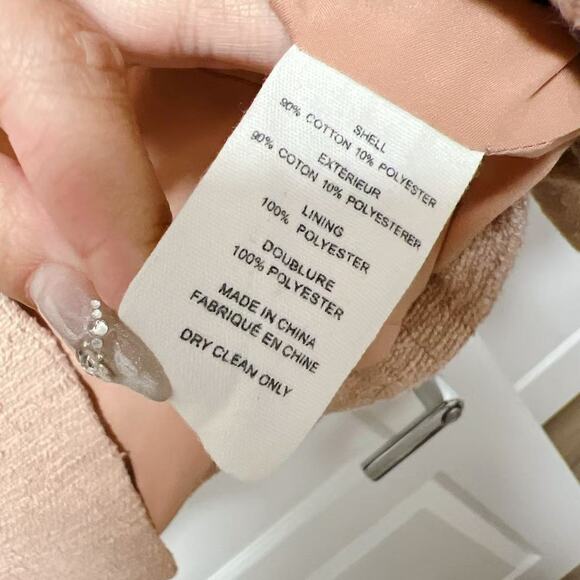 SHELL
90% COTTON 10% POLYESTER
EXTÉRIEUR
90% COTON 10% POLYESTERER
LINING
100% POLYESTER
DOUBLURE
100% POLYESTER
MADE IN CHINA
FABRIQUÉ EN CHINE
DRY CLEAN ONLY